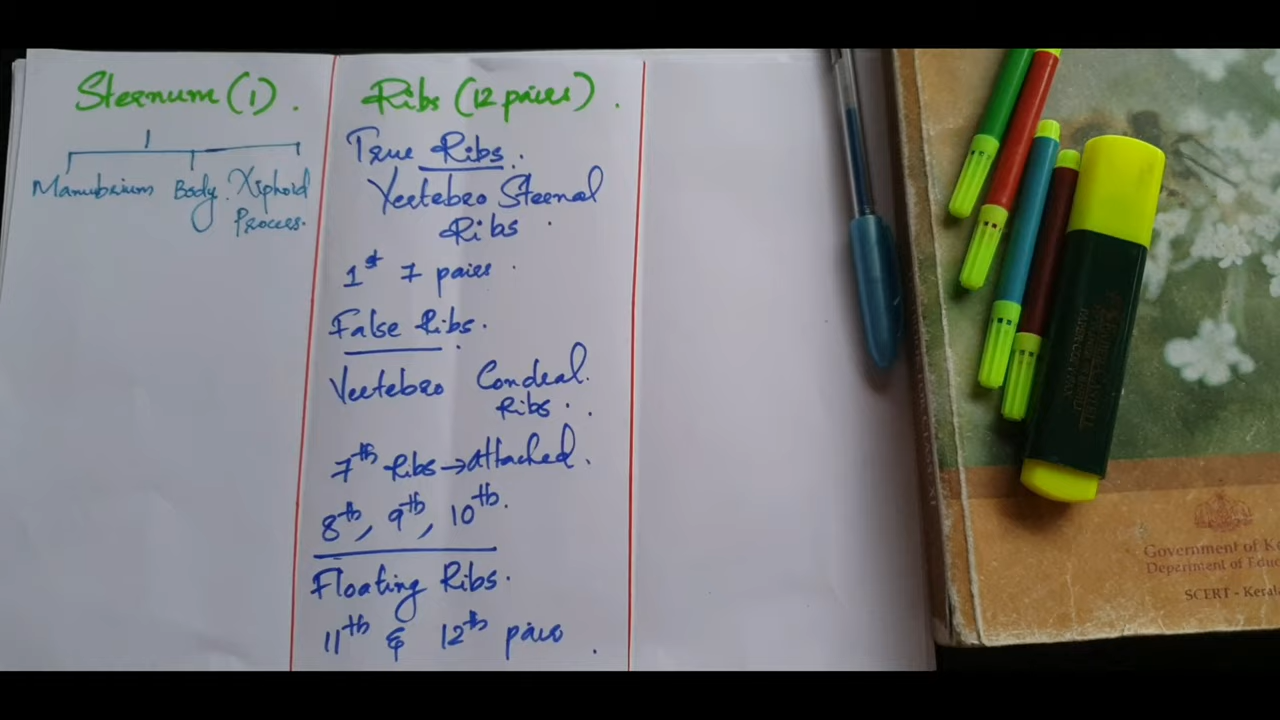 Sternum (1).
Manubrium Body. Xiphoid
Process.
Ribs (12 pairs).
True Ribs.
Vertebro Sternal
Ribs.
1st 7 pairs.
False Ribs.
Vertebro Condral.
Ribs..
7th Ribs → attached.
8th, 9th, 10th.
Floating Ribs.
11th & 12th pairs.
Government of Ke
Department of Educ
SCERT - Kerala